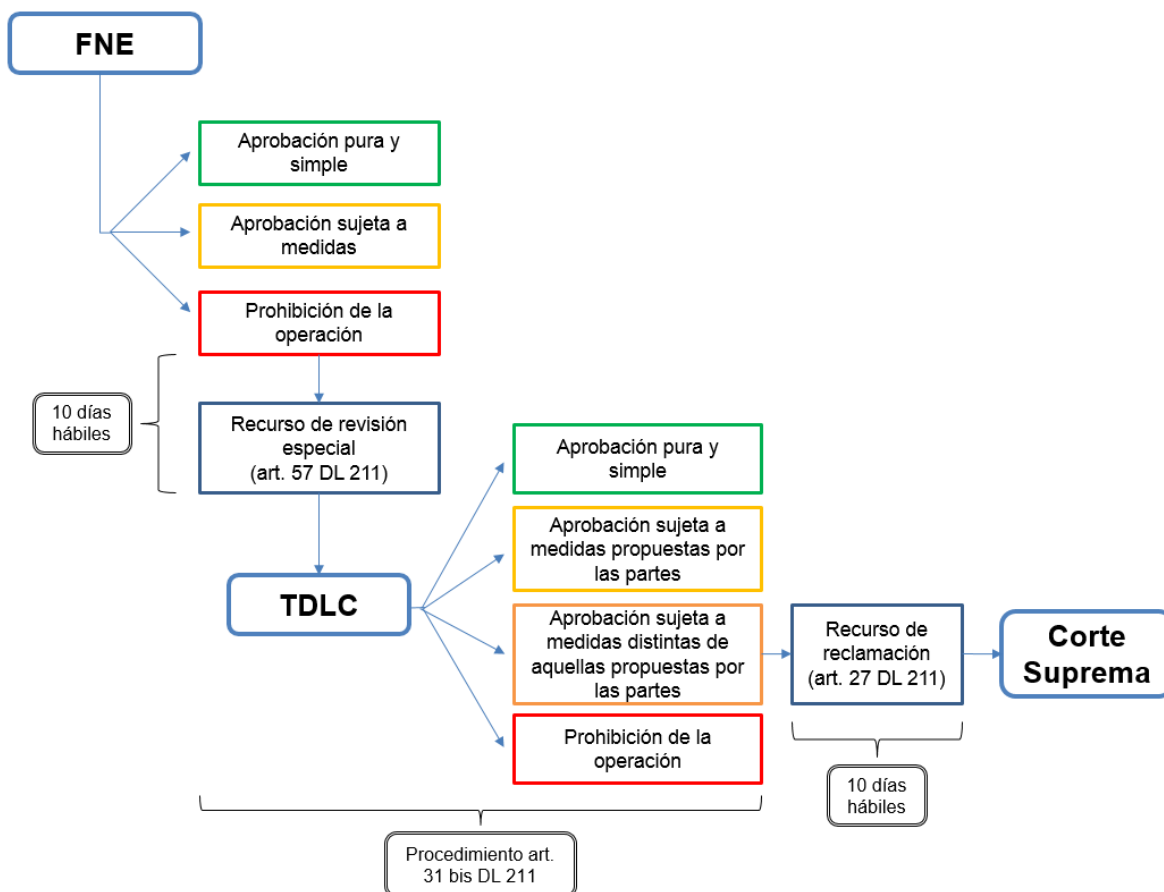 FNE
Aprobación pura y
simple
Aprobación sujeta a
medidas
Prohibición de la
operación
10 días
hábiles
Recurso de revisión
especial
(art. 57 DL 211)
TDLC
Aprobación pura y
simple
Aprobación sujeta a
medidas propuestas por
las partes
Aprobación sujeta a
medidas distintas de
aquellas propuestas por
las partes
Prohibición de la
operación
Recurso de
reclamación
(art. 27 DL 211)
Corte
Suprema
10 días
hábiles
Procedimiento art.
31 bis DL 211